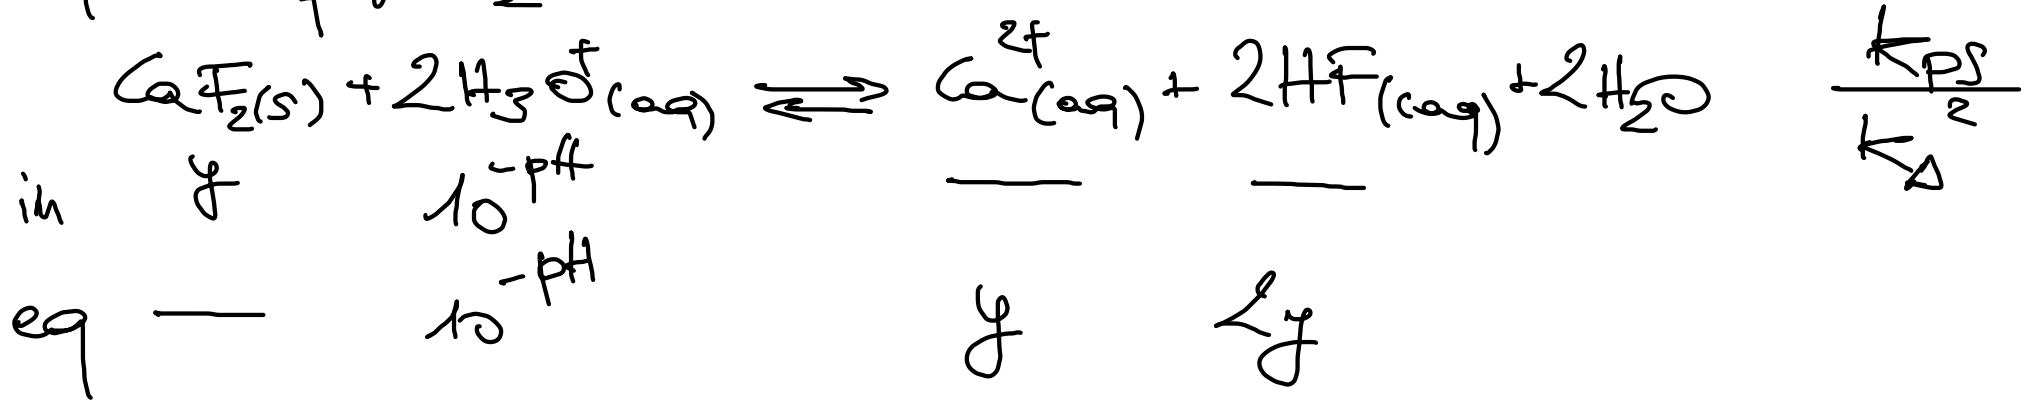 CaF₂(s) + 2H₃O⁺(aq) ⇌ Ca²⁺(aq) + 2HF(aq) + 2H₂O Kps/KA²
in y 10^-pH — —
eq — 10^-pH y 2y